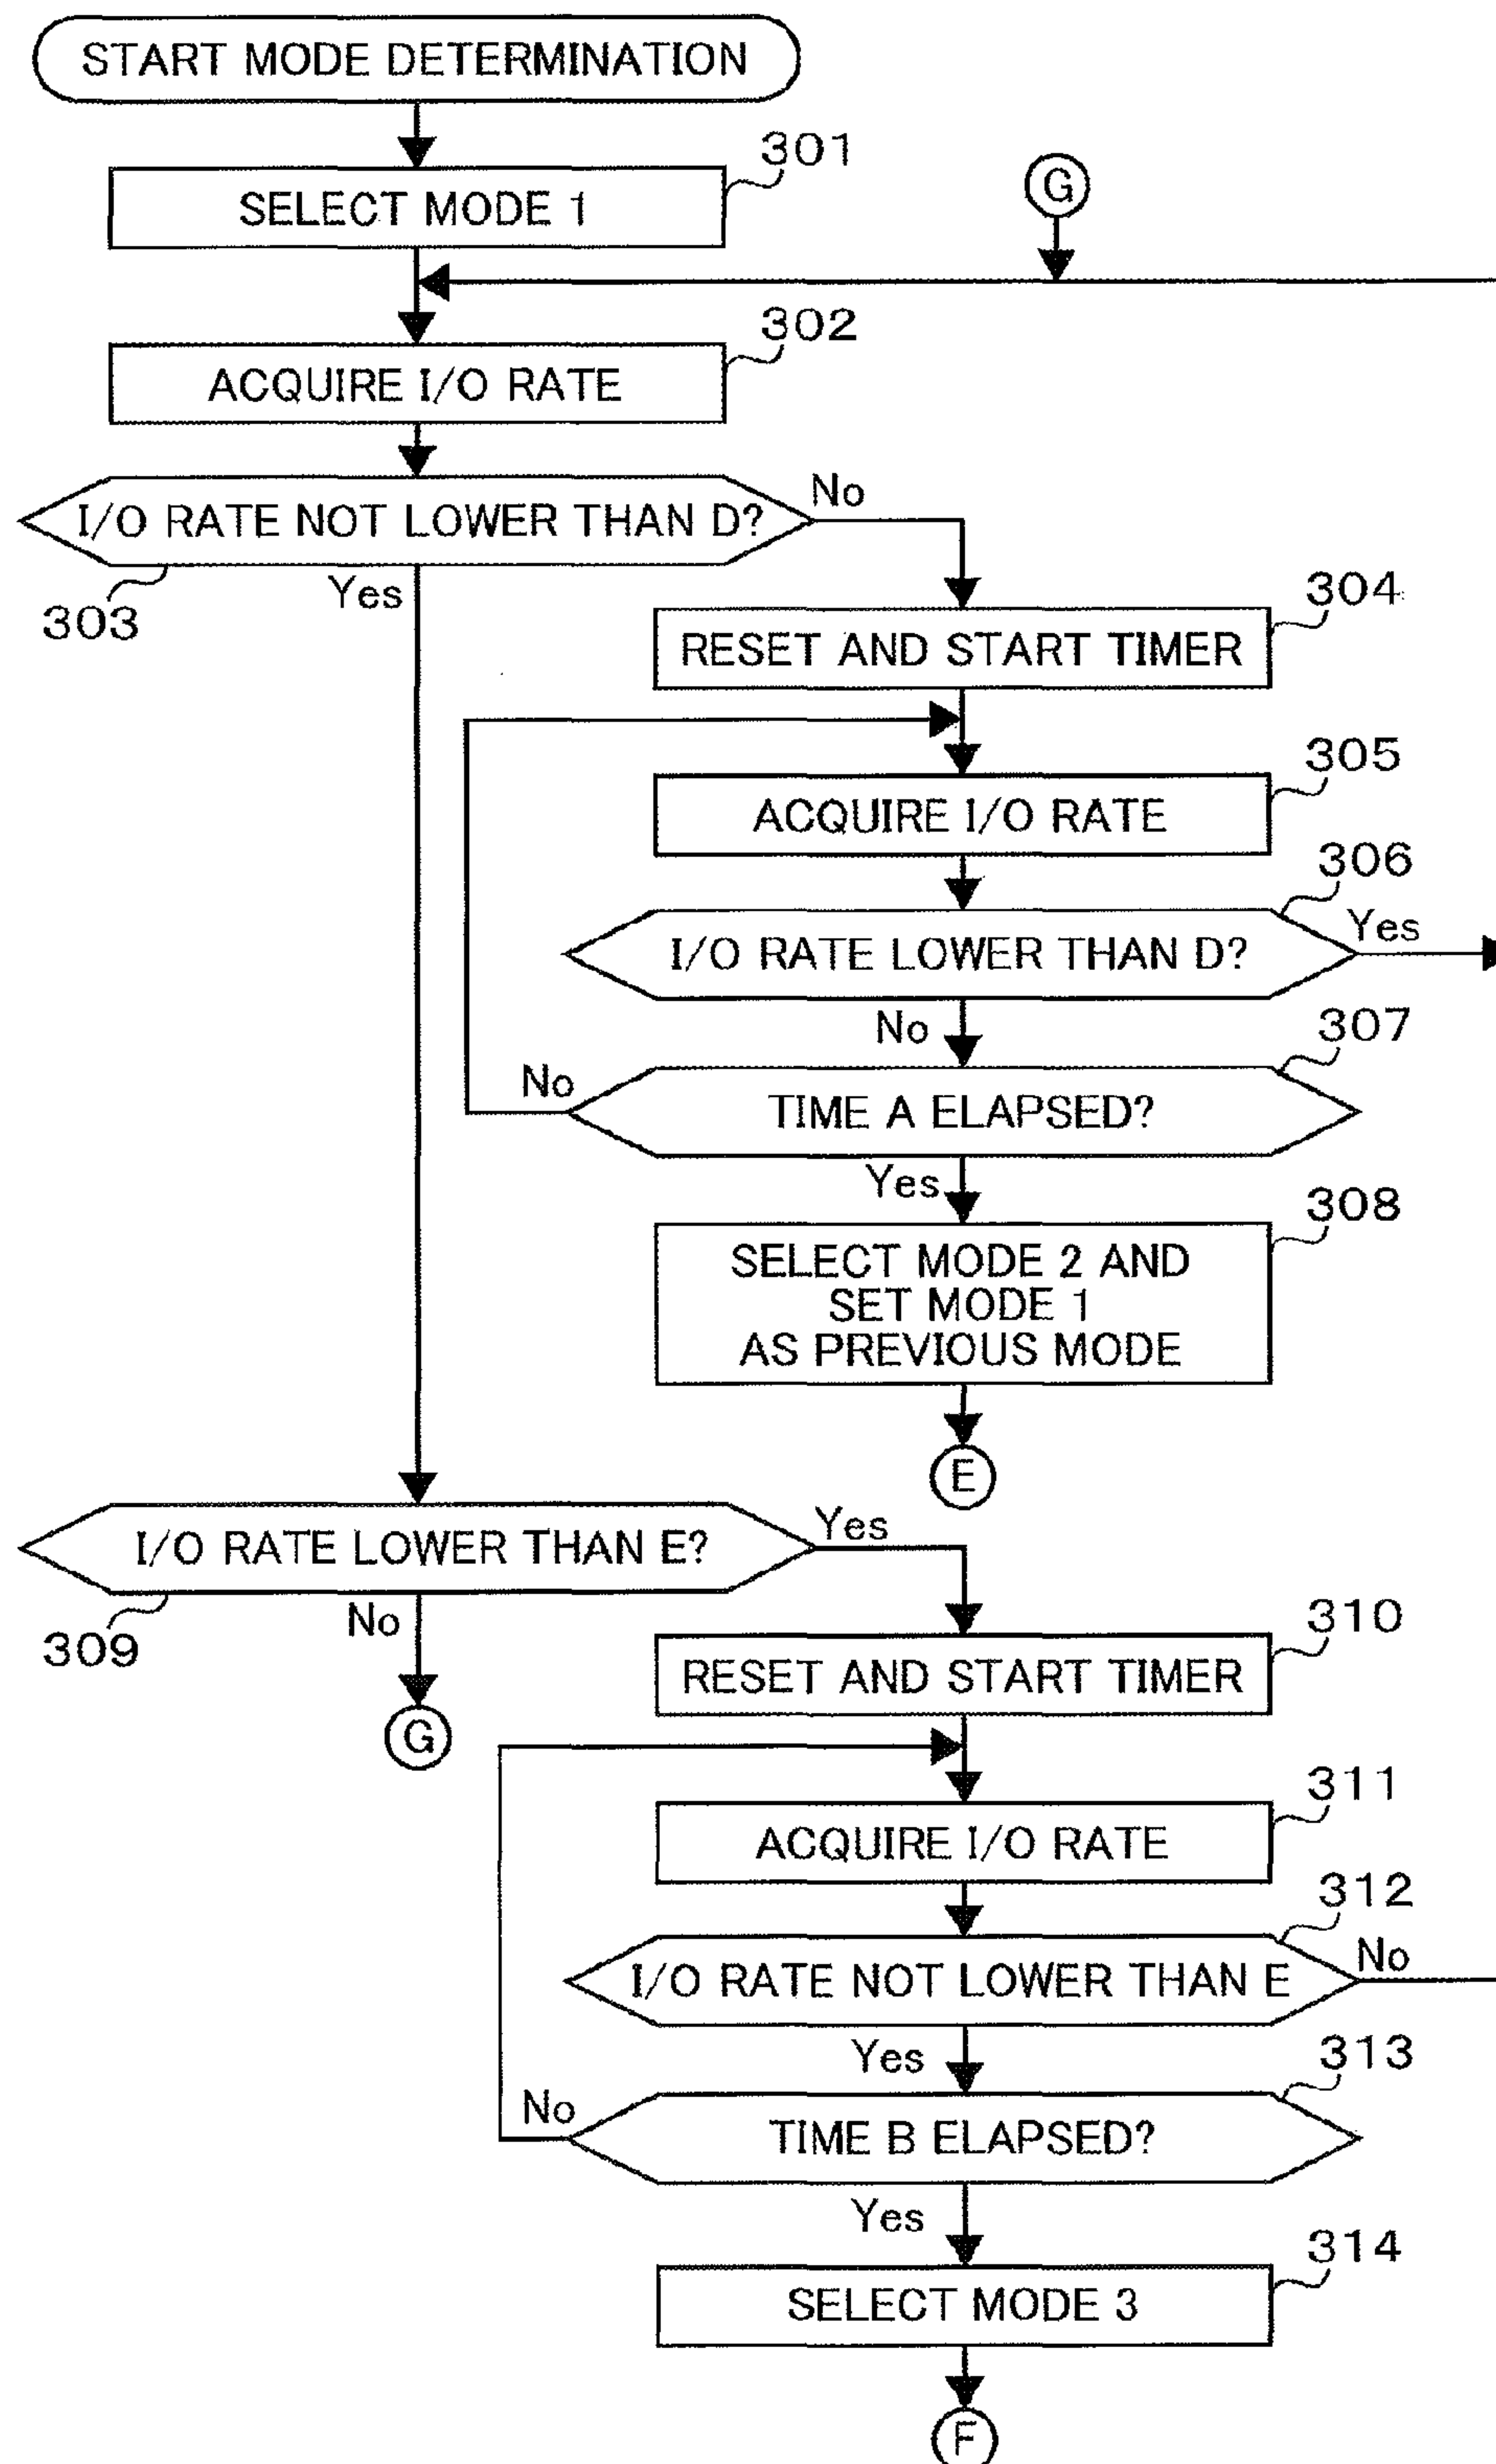 START MODE DETERMINATION
301
SELECT MODE 1
G
302
ACQUIRE I/O RATE
I/O RATE NOT LOWER THAN D?
No
303
Yes
304
RESET AND START TIMER
305
ACQUIRE I/O RATE
306
I/O RATE LOWER THAN D?
Yes
No
307
No
TIME A ELAPSED?
Yes
308
SELECT MODE 2 AND
SET MODE 1
AS PREVIOUS MODE
E
I/O RATE LOWER THAN E?
Yes
309
No
G
310
RESET AND START TIMER
311
ACQUIRE I/O RATE
312
I/O RATE NOT LOWER THAN E
No
Yes
313
No
TIME B ELAPSED?
Yes
314
SELECT MODE 3
F